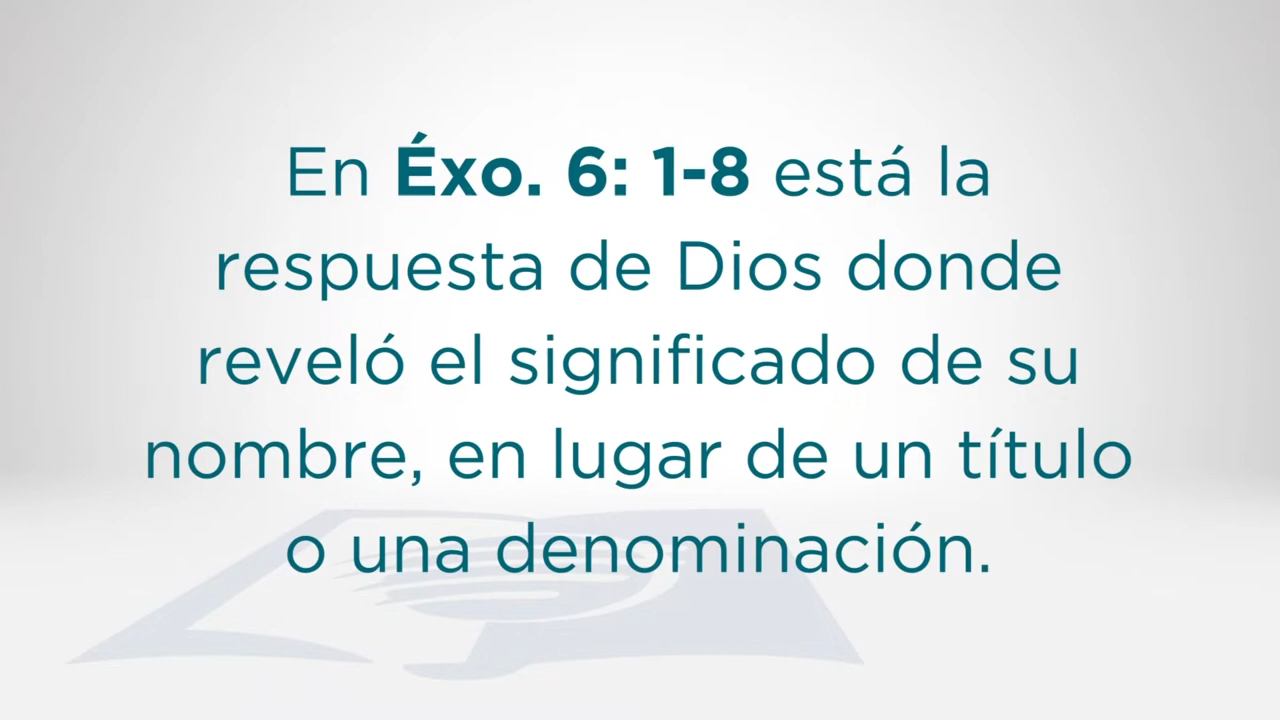 En Éxo. 6: 1-8 está la
respuesta de Dios donde
reveló el significado de su
nombre, en lugar de un título
o una denominación.